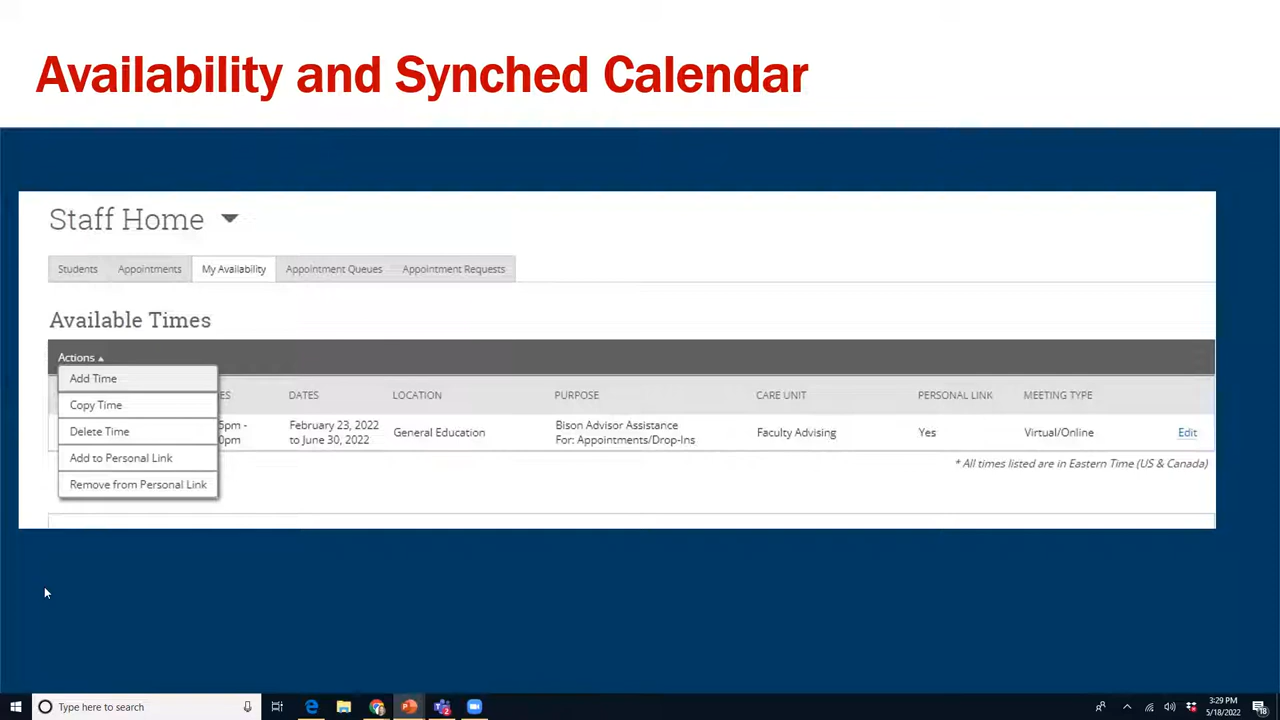 Availability and Synched Calendar
Staff Home
Students Appointments My Availability Appointment Queues Appointment Requests
Available Times
Actions
Add Time
Copy Time
Delete Time
Add to Personal Link
Remove from Personal Link
ES DATES LOCATION PURPOSE CARE UNIT PERSONAL LINK MEETING TYPE
5pm - February 23, 2022 General Education Bison Advisor Assistance Faculty Advising Yes Virtual/Online Edit
0pm to June 30, 2022 For: Appointments/Drop-Ins
* All times listed are in Eastern Time (US & Canada)
Type here to search
3:29 PM
5/18/2022
18